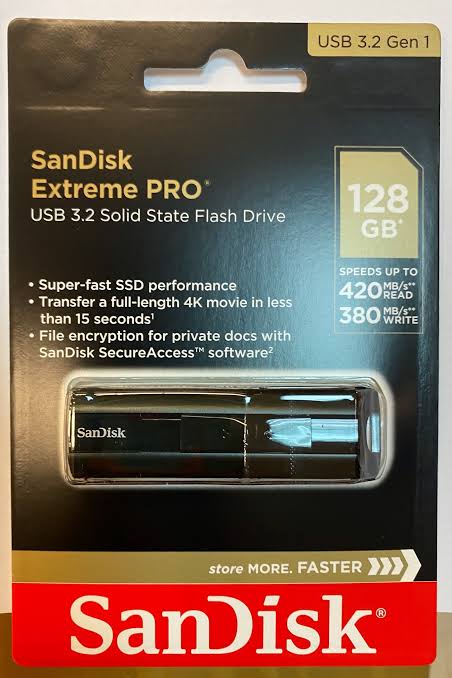 USB 3.2 Gen 1
SanDisk
Extreme PRO®
USB 3.2 Solid State Flash Drive
128
GB*
• Super-fast SSD performance
• Transfer a full-length 4K movie in less
than 15 seconds¹
• File encryption for private docs with
SanDisk SecureAccess™ software²
SPEEDS UP TO
420 MB/s** READ
380 MB/s** WRITE
SanDisk
store MORE. FASTER
SanDisk®